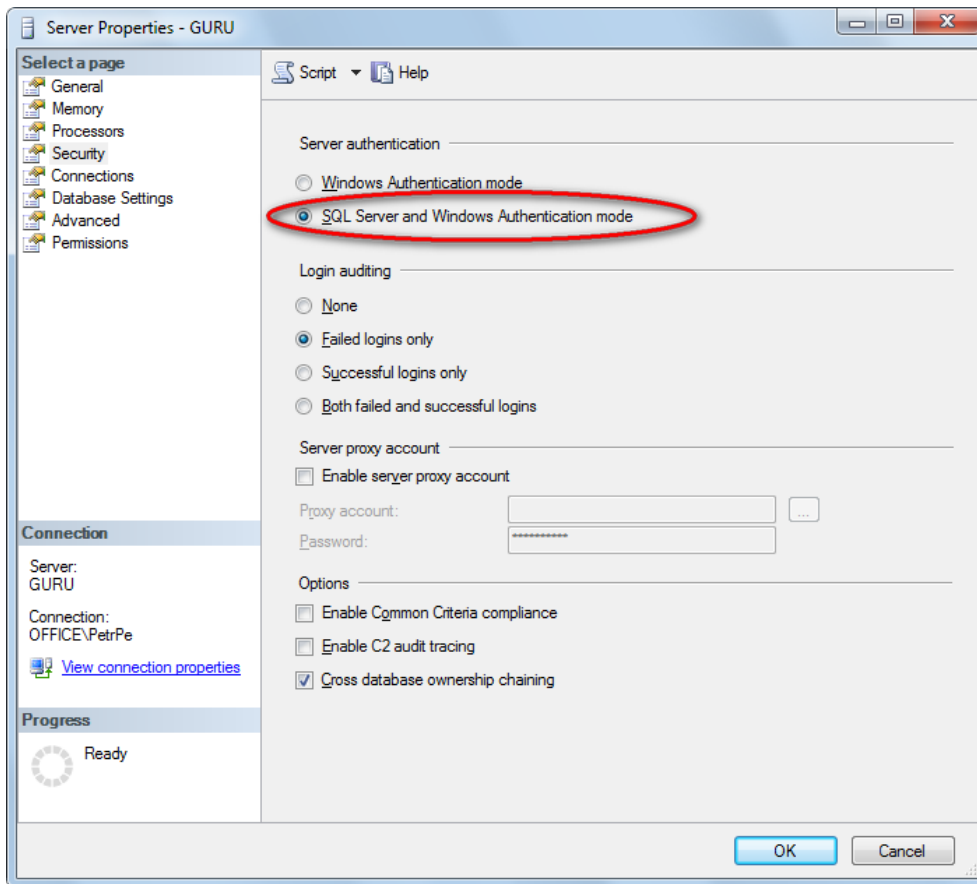 Server Properties - GURU
Select a page
General
Memory
Processors
Security
Connections
Database Settings
Advanced
Permissions
Connection
Server:
GURU
Connection:
OFFICE\PetrPe
View connection properties
Progress
Ready
Script
Help
Server authentication
Windows Authentication mode
SQL Server and Windows Authentication mode
Login auditing
None
Failed logins only
Successful logins only
Both failed and successful logins
Server proxy account
Enable server proxy account
Proxy account:
...
Password:
**********
Options
Enable Common Criteria compliance
Enable C2 audit tracing
Cross database ownership chaining
OK
Cancel